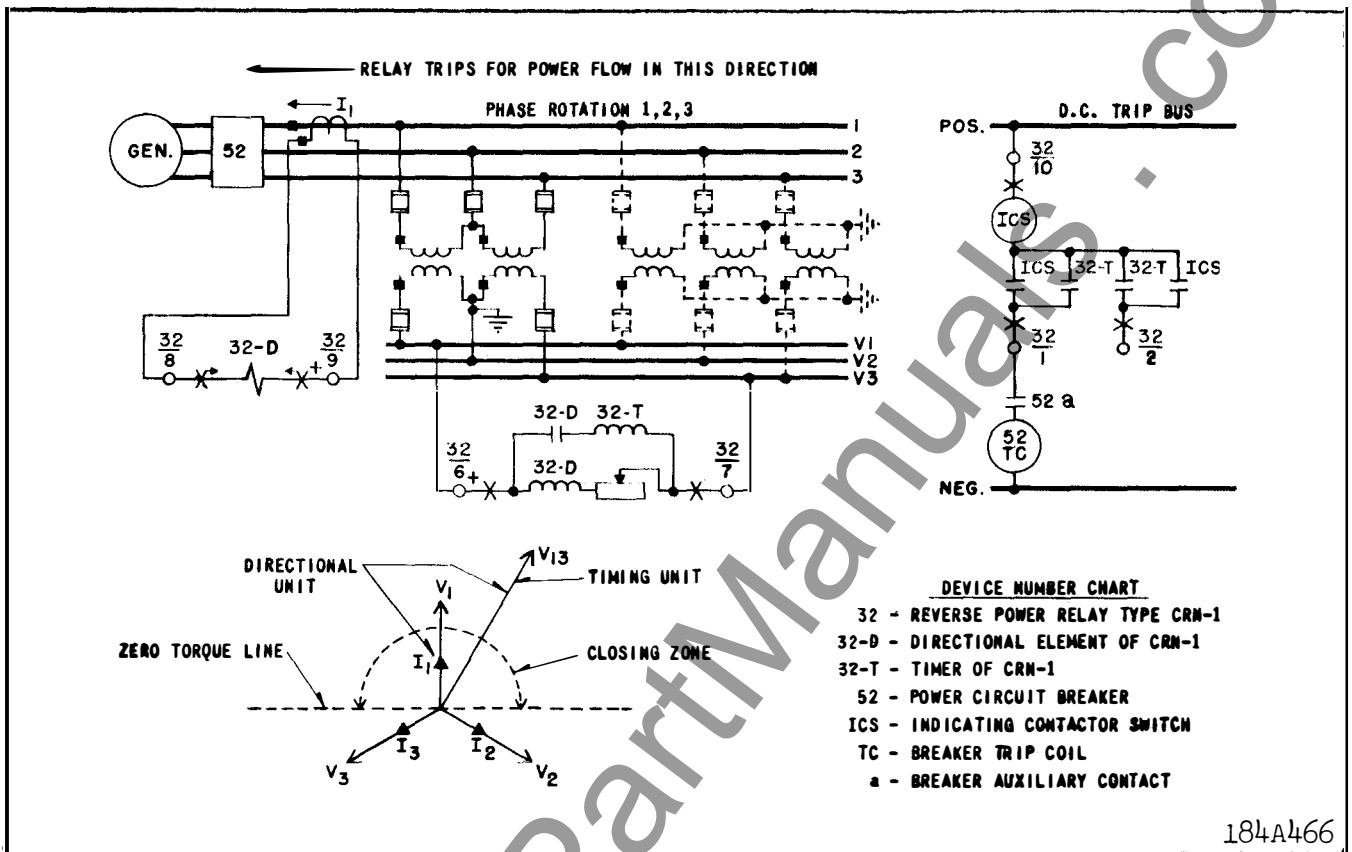 RELAY TRIPS FOR POWER FLOW IN THIS DIRECTION
I1
PHASE ROTATION 1,2,3
GEN.
52
1
2
3
32
8
32-D
+
32
9
V1
V2
V3
32-D
32-T
32
6
+
32-D
32
7
D.C. TRIP BUS
POS.
32
10
ICS
ICS
32-T
32-T
ICS
32
1
32
2
52 a
52
TC
NEG.
DIRECTIONAL
UNIT
V13
TIMING UNIT
V1
ZERO TORQUE LINE
I1
CLOSING ZONE
I3
I2
V3
V2
DEVICE NUMBER CHART
32 - REVERSE POWER RELAY TYPE CRN-1
32-D - DIRECTIONAL ELEMENT OF CRN-1
32-T - TIMER OF CRN-1
52 - POWER CIRCUIT BREAKER
ICS - INDICATING CONTACTOR SWITCH
TC - BREAKER TRIP COIL
a - BREAKER AUXILIARY CONTACT
184A466
PartManuals.co